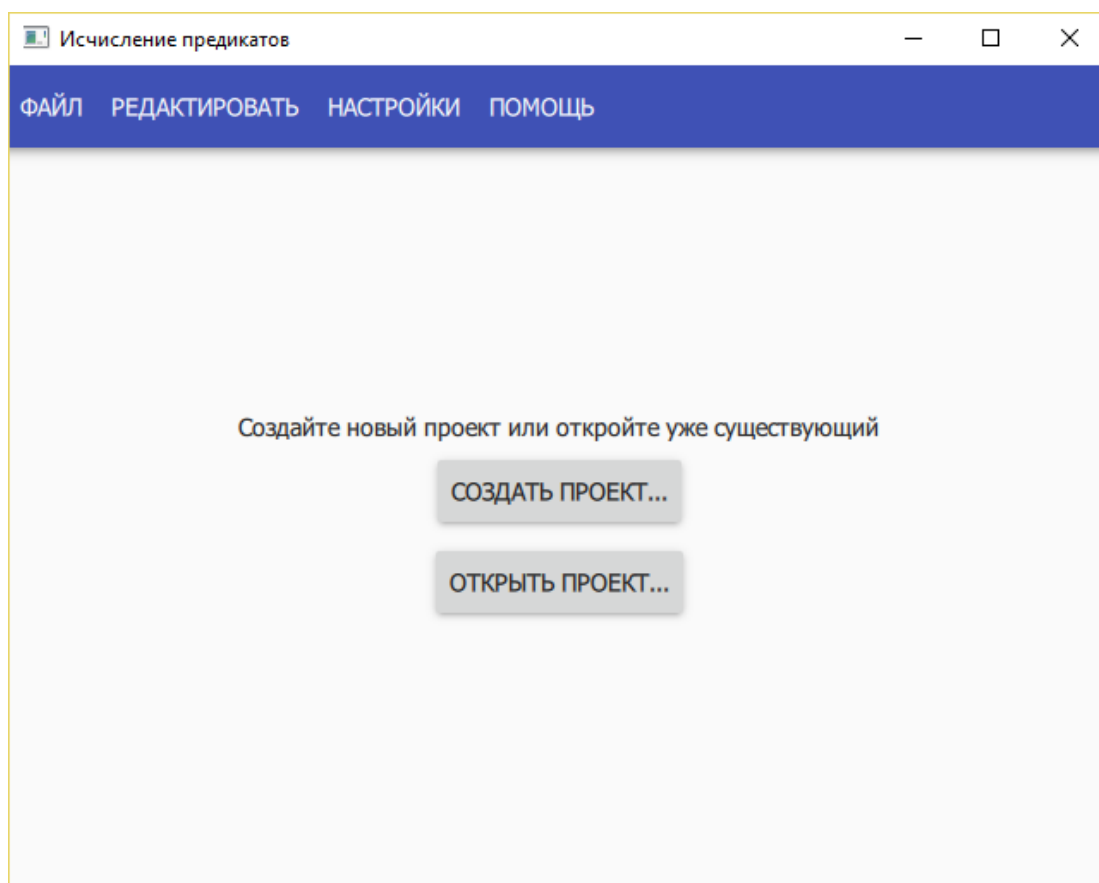 Исчисление предикатов
ФАЙЛ РЕДАКТИРОВАТЬ НАСТРОЙКИ ПОМОЩЬ
Создайте новый проект или откройте уже существующий
СОЗДАТЬ ПРОЕКТ...
ОТКРЫТЬ ПРОЕКТ...